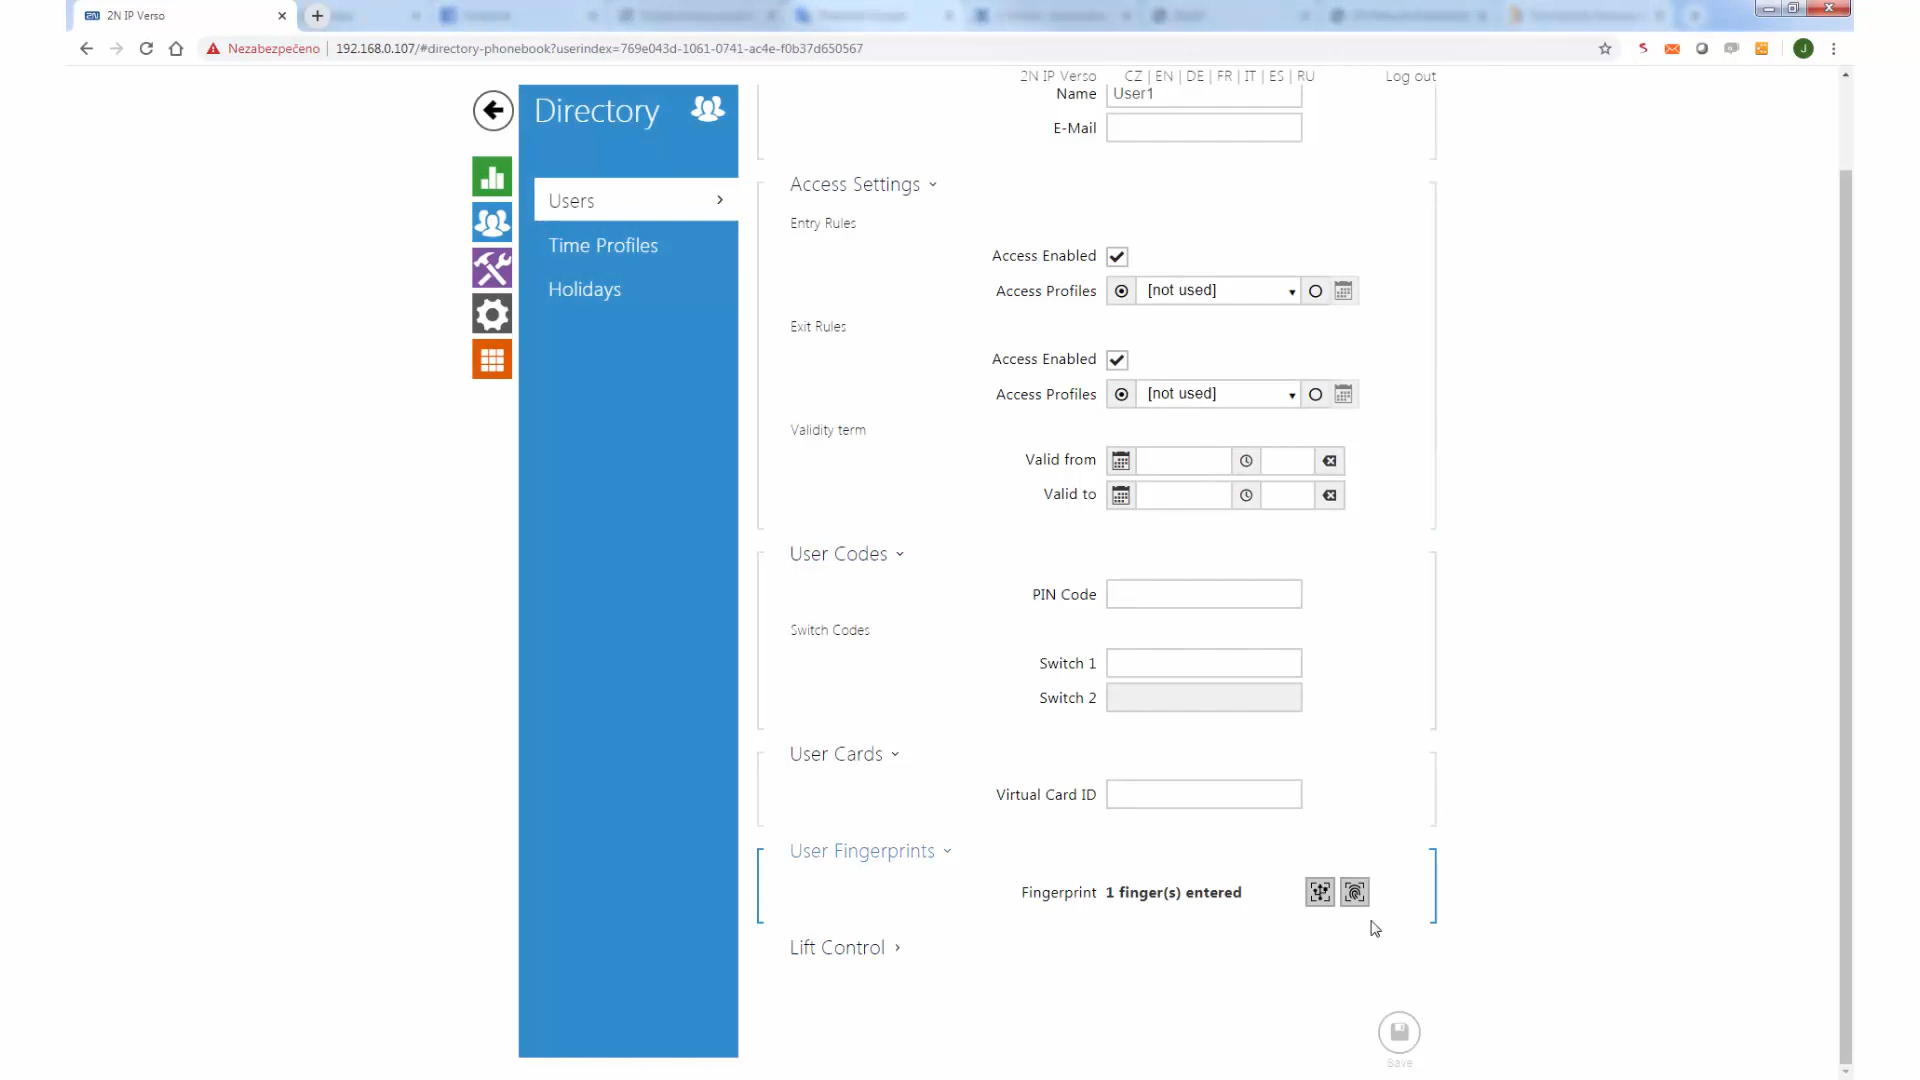 2N IP Verso
Nezabezpečeno
192.168.0.107/#directory-phonebook?userindex=769e043d-1061-0741-ac4e-f0b37d650567
S
J
2N IP Verso
CZ | EN | DE | FR | IT | ES | RU
Log out
Directory
Users
Time Profiles
Holidays
Name
User1
E-Mail
Access Settings
Entry Rules
Access Enabled
Access Profiles
[not used]
Exit Rules
Access Enabled
Access Profiles
[not used]
Validity term
Valid from
Valid to
User Codes
PIN Code
Switch Codes
Switch 1
Switch 2
User Cards
Virtual Card ID
User Fingerprints
Fingerprint
1 finger(s) entered
Lift Control
Save